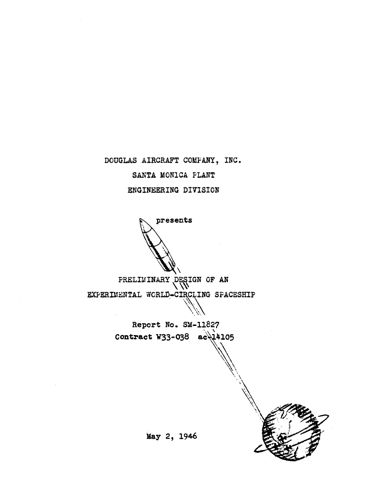 DOUGLAS AIRCRAFT COMPANY, INC.
SANTA MONICA PLANT
ENGINEERING DIVISION
presents
PRELIMINARY DESIGN OF AN
EXPERIMENTAL WORLD-CIRCLING SPACESHIP
Report No. SM-11827
Contract W33-038 ac-14105
May 2, 1946